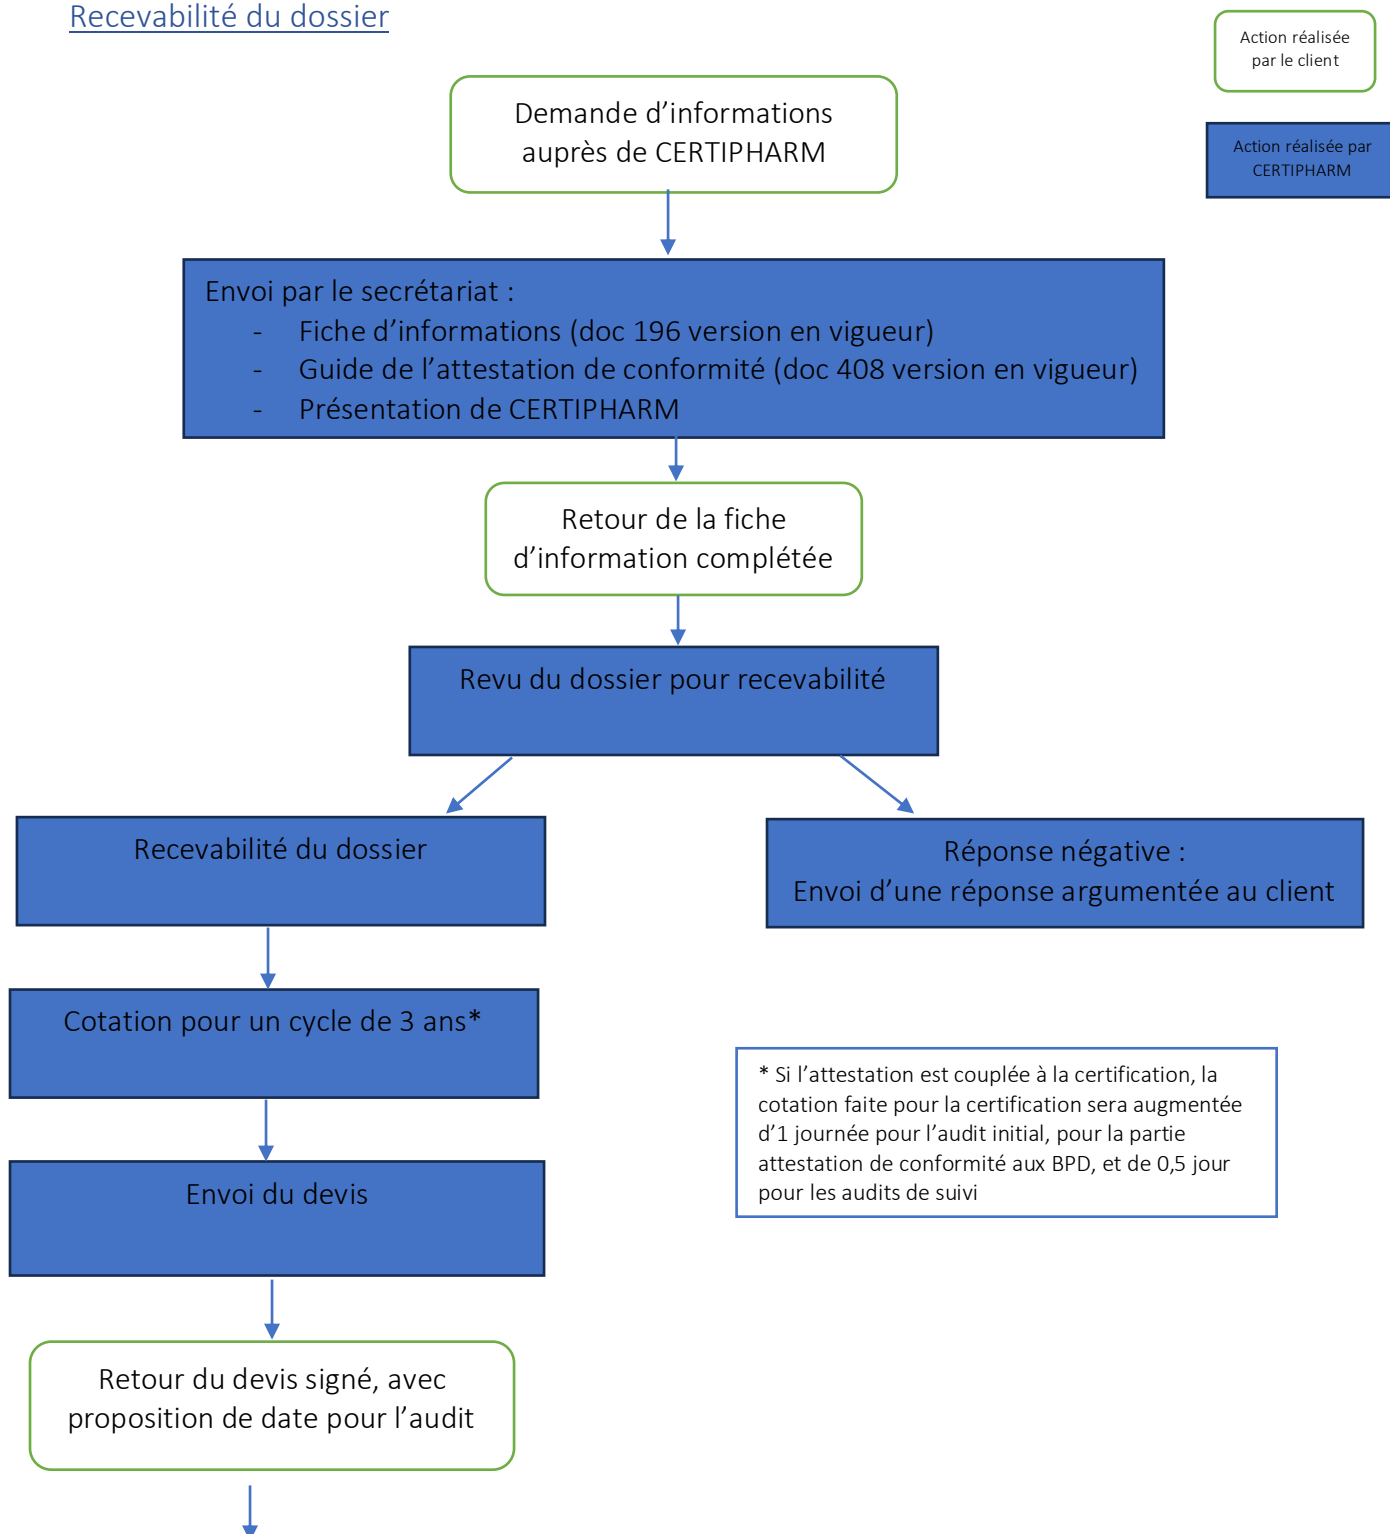 Recevabilité du dossier
Action réalisée
par le client
Demande d’informations
auprès de CERTIPHARM
Action réalisée par
CERTIPHARM
Envoi par le secrétariat :
- Fiche d’informations (doc 196 version en vigueur)
- Guide de l’attestation de conformité (doc 408 version en vigueur)
- Présentation de CERTIPHARM
Retour de la fiche
d’information complétée
Revu du dossier pour recevabilité
Recevabilité du dossier
Réponse négative :
Envoi d’une réponse argumentée au client
Cotation pour un cycle de 3 ans*
* Si l’attestation est couplée à la certification, la
cotation faite pour la certification sera augmentée
d’1 journée pour l’audit initial, pour la partie
attestation de conformité aux BPD, et de 0,5 jour
pour les audits de suivi
Envoi du devis
Retour du devis signé, avec
proposition de date pour l’audit